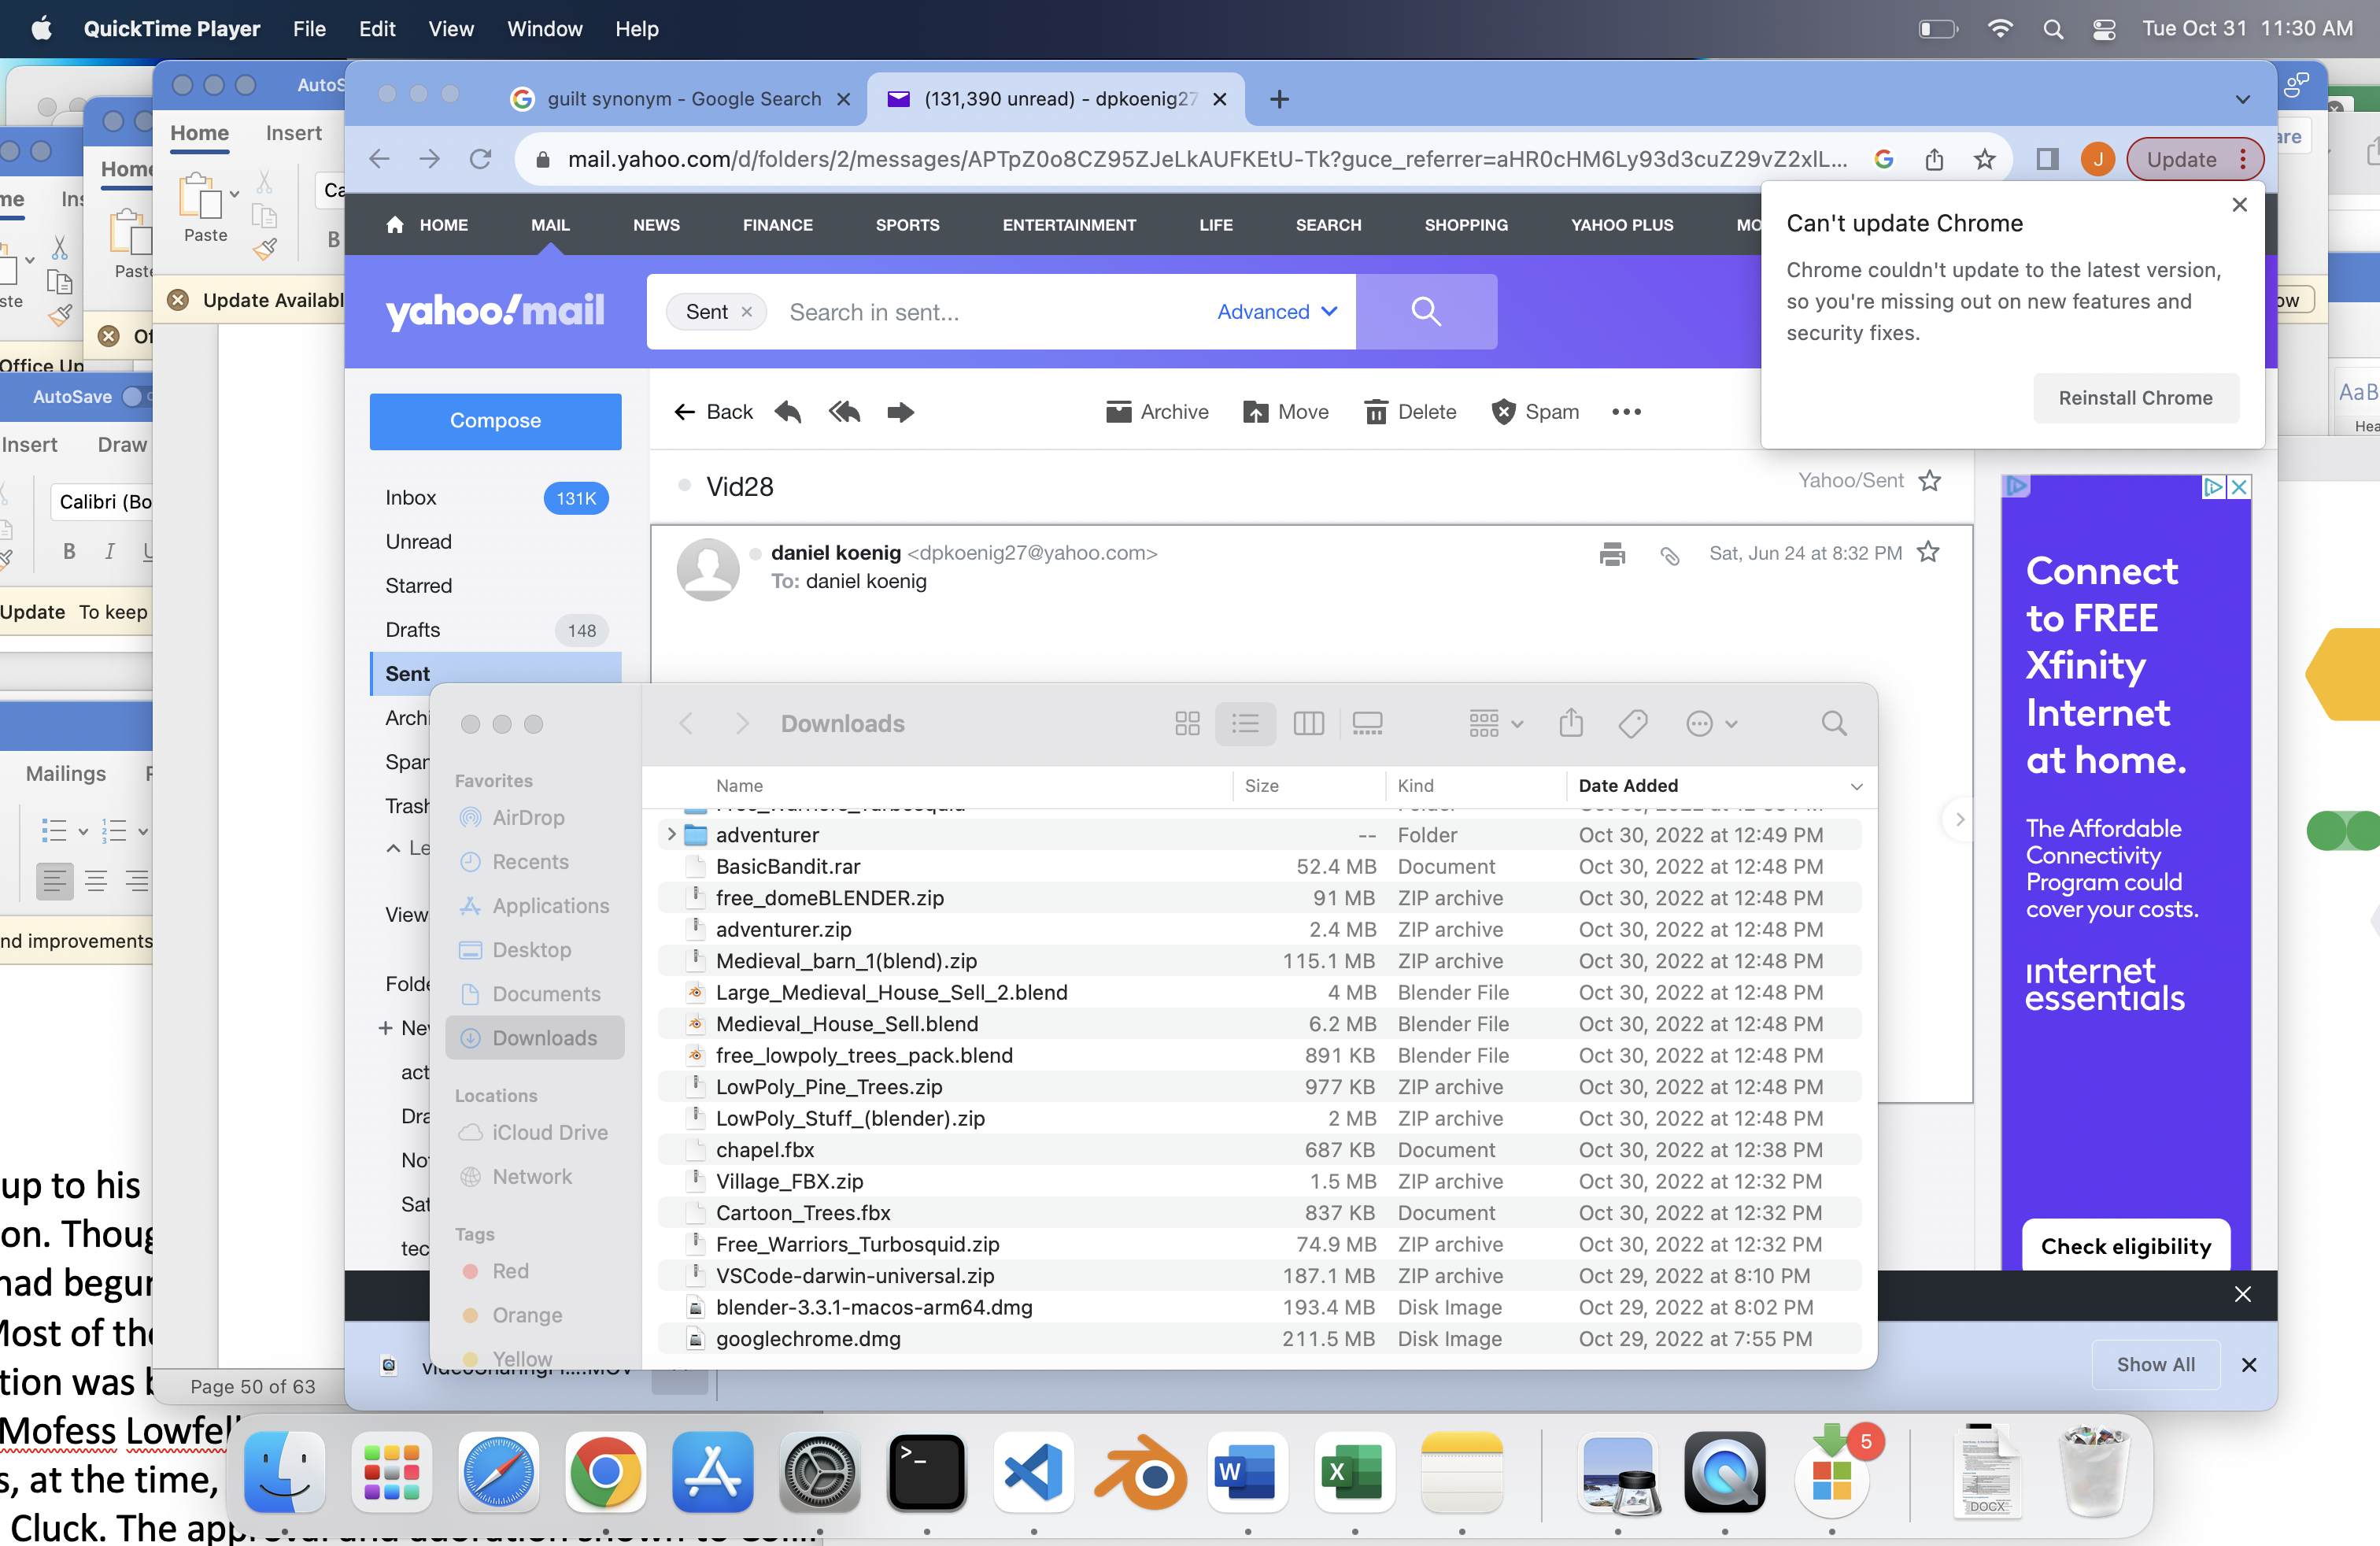 QuickTime Player File Edit View Window Help Tue Oct 31 11:30 AM
AutoS
guilt synonym - Google Search
(131,390 unread) - dpkoenig27
Home Insert
mail.yahoo.com/d/folders/2/messages/APTpZ0o8CZ95ZJeLkAUFKEtU-Tk?guce_referrer=aHR0cHM6Ly93d3cuZ29vZ2xlL...
J
Update
are
Home
Paste
Ca
B
me Ins
Paste
ste
Update Availabl
Of
Office Up
HOME MAIL NEWS FINANCE SPORTS ENTERTAINMENT LIFE SEARCH SHOPPING YAHOO PLUS MO
Can't update Chrome
Chrome couldn't update to the latest version,
so you're missing out on new features and
security fixes.
Reinstall Chrome
ow
AaB
Hea
yahoo!mail
Sent
Search in sent...
Advanced
AutoSave
Insert Draw
Calibri (Bo
B I U
Update To keep
Mailings
nd improvements
Compose
Back Archive Move Delete Spam
Inbox 131K
Unread
Starred
Drafts 148
Sent
Archi
Spar
Trash
Le
View
Folde
+ Nev
act
Dra
Not
Sat
tec
Vid28
Yahoo/Sent
daniel koenig <dpkoenig27@yahoo.com>
Sat, Jun 24 at 8:32 PM
To: daniel koenig
Connect
to FREE
Xfinity
Internet
at home.
The Affordable
Connectivity
Program could
cover your costs.
internet
essentials
Check eligibility
Downloads
Favorites
AirDrop
Recents
Applications
Desktop
Documents
Downloads
Locations
iCloud Drive
Network
Tags
Red
Orange
Yellow
Name Size Kind Date Added
Free_Warriors_Turbosquid
adventurer -- Folder Oct 30, 2022 at 12:49 PM
BasicBandit.rar 52.4 MB Document Oct 30, 2022 at 12:48 PM
free_domeBLENDER.zip 91 MB ZIP archive Oct 30, 2022 at 12:48 PM
adventurer.zip 2.4 MB ZIP archive Oct 30, 2022 at 12:48 PM
Medieval_barn_1(blend).zip 115.1 MB ZIP archive Oct 30, 2022 at 12:48 PM
Large_Medieval_House_Sell_2.blend 4 MB Blender File Oct 30, 2022 at 12:48 PM
Medieval_House_Sell.blend 6.2 MB Blender File Oct 30, 2022 at 12:48 PM
free_lowpoly_trees_pack.blend 891 KB Blender File Oct 30, 2022 at 12:48 PM
LowPoly_Pine_Trees.zip 977 KB ZIP archive Oct 30, 2022 at 12:48 PM
LowPoly_Stuff_(blender).zip 2 MB ZIP archive Oct 30, 2022 at 12:48 PM
chapel.fbx 687 KB Document Oct 30, 2022 at 12:38 PM
Village_FBX.zip 1.5 MB ZIP archive Oct 30, 2022 at 12:32 PM
Cartoon_Trees.fbx 837 KB Document Oct 30, 2022 at 12:32 PM
Free_Warriors_Turbosquid.zip 74.9 MB ZIP archive Oct 30, 2022 at 12:32 PM
VSCode-darwin-universal.zip 187.1 MB ZIP archive Oct 29, 2022 at 8:10 PM
blender-3.3.1-macos-arm64.dmg 193.4 MB Disk Image Oct 29, 2022 at 8:02 PM
googlechrome.dmg 211.5 MB Disk Image Oct 29, 2022 at 7:55 PM
Show All
Page 50 of 63
up to his
on. Thoug
had begun
Most of the
tion was b
Mofess Lowfell
s, at the time,
Cluck. The approval and adoration shown to
W
X
5
DOCX